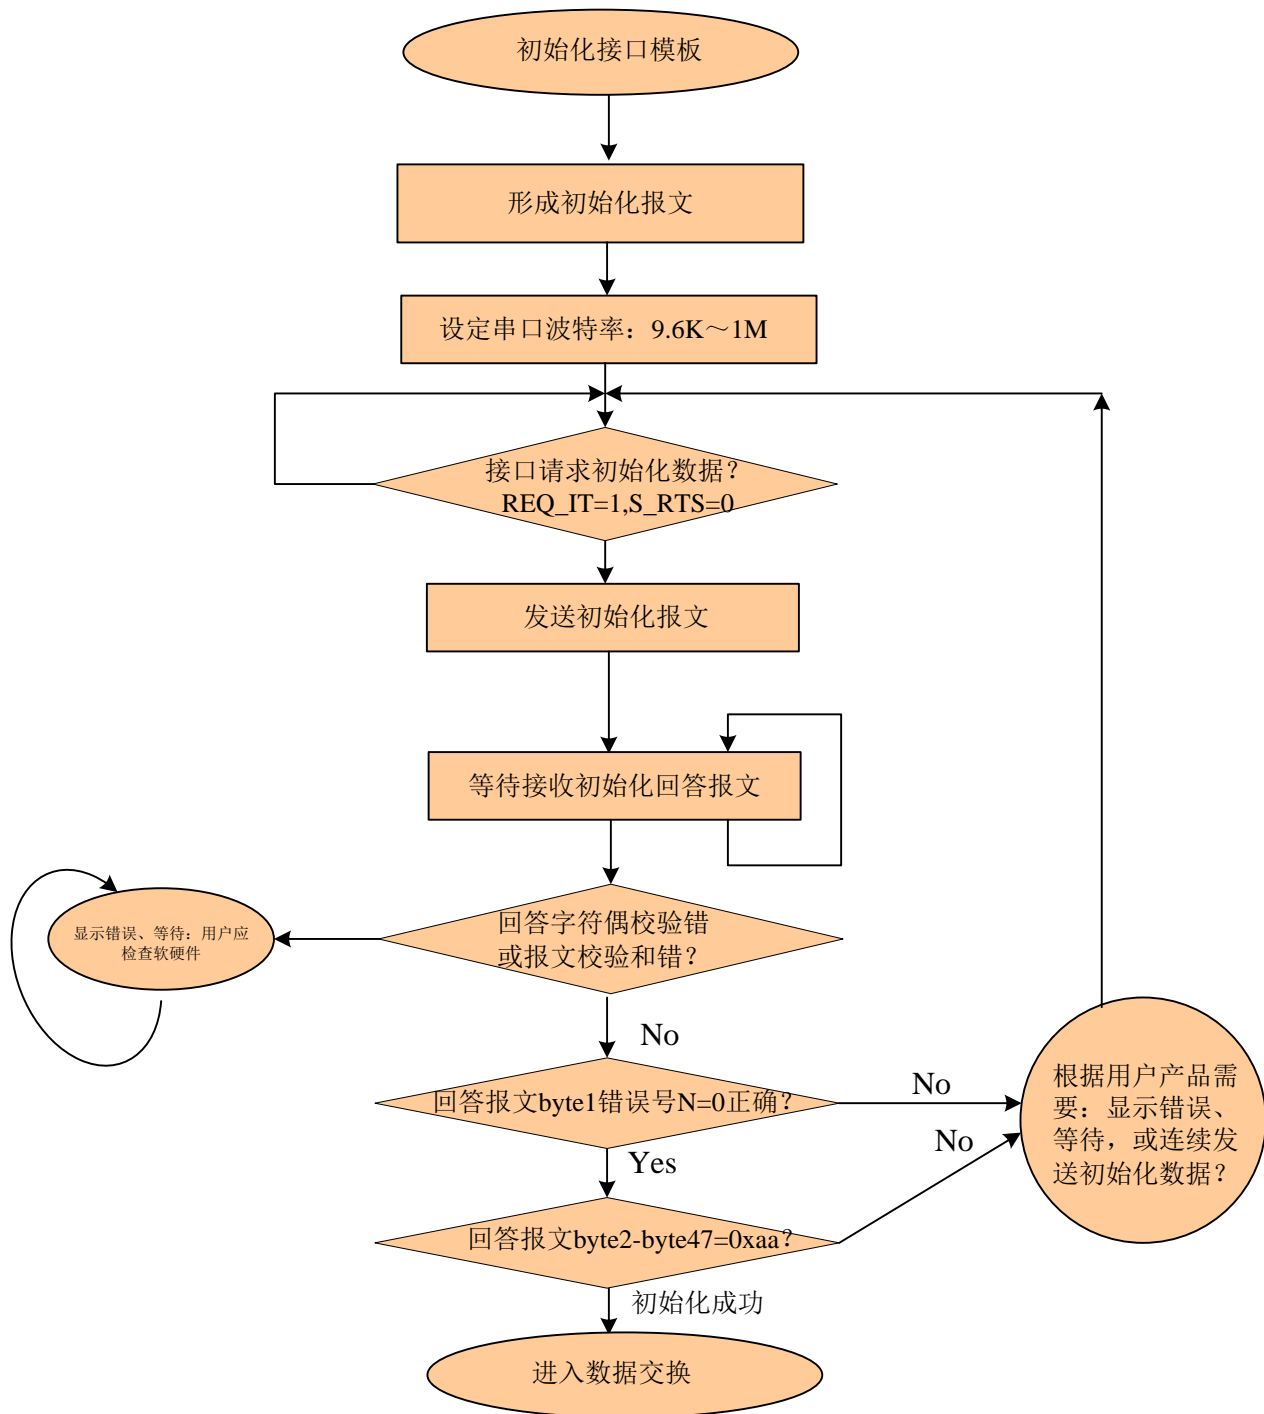 初始化接口模板
形成初始化报文
设定串口波特率：9.6K～1M
接口请求初始化数据？
REQ_IT=1,S_RTS=0
发送初始化报文
等待接收初始化回答报文
回答字符偶校验错
或报文校验和错？
显示错误、等待：用户应
检查软硬件
No
回答报文byte1错误号N=0正确？
No
根据用户产品需
要：显示错误、
等待，或连续发
送初始化数据？
No
Yes
回答报文byte2-byte47=0xaa？
初始化成功
进入数据交换